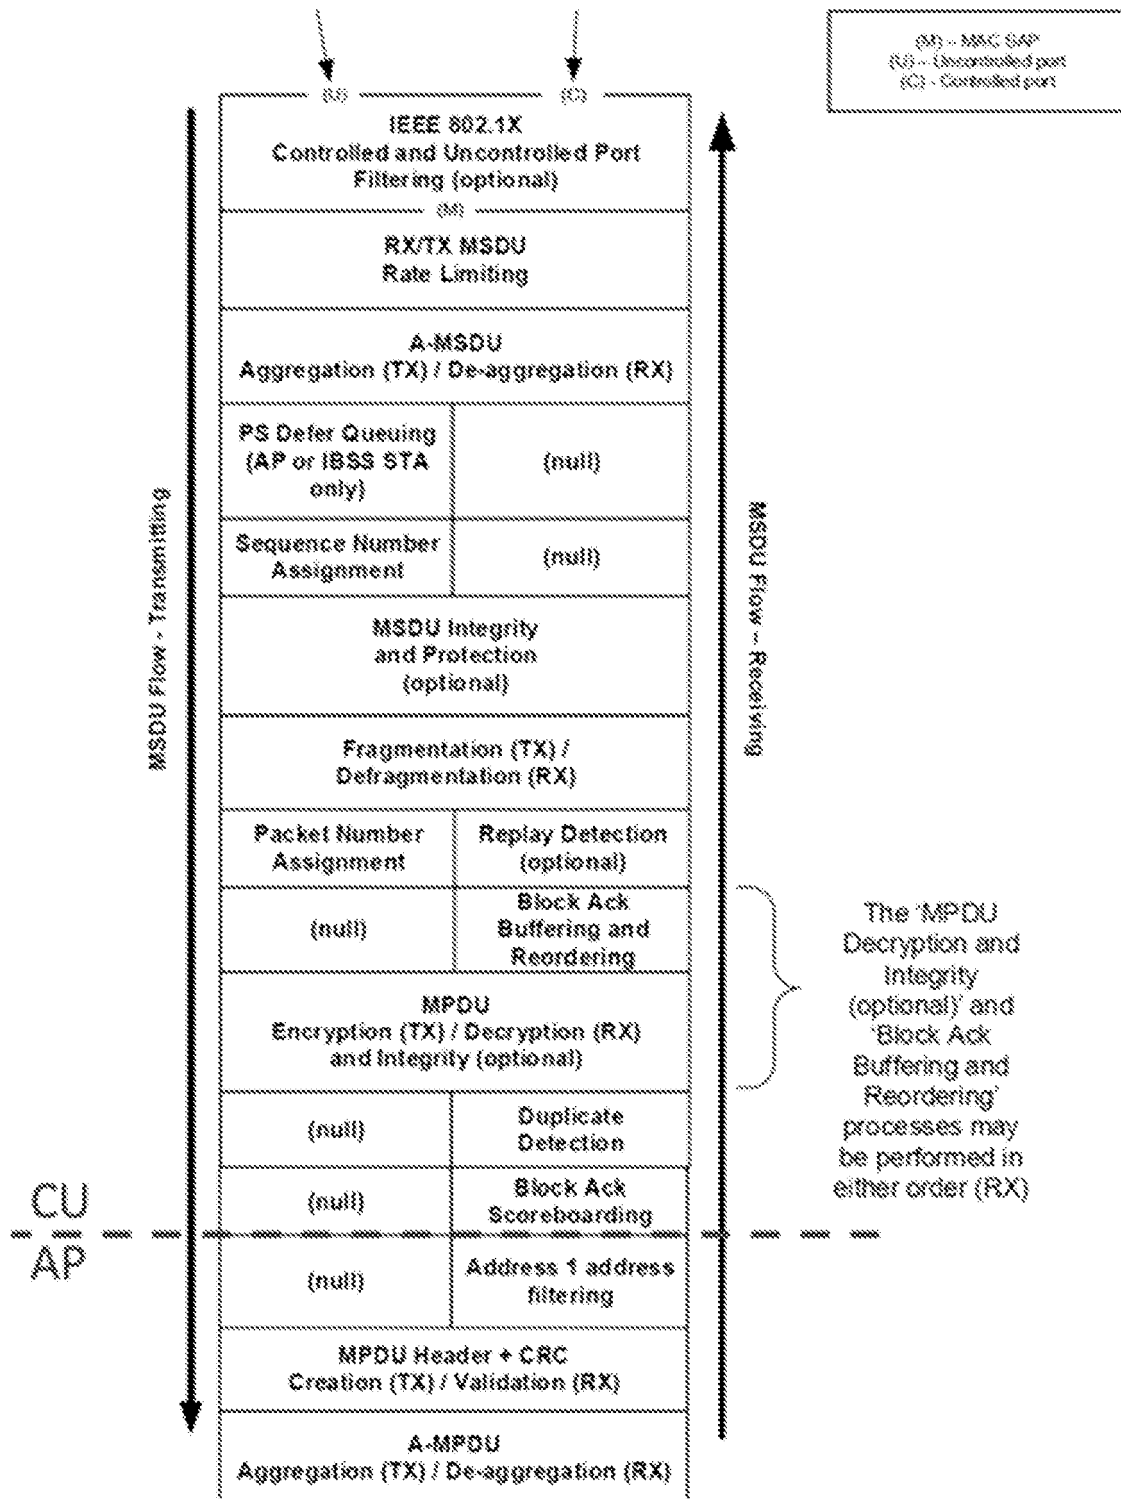 (M) – MAC SAP
(U) – Uncontrolled port
(C) - Controlled port
(U)
(C)
IEEE 802.1X
Controlled and Uncontrolled Port
Filtering (optional)
(M)
RX/TX MSDU
Rate Limiting
A-MSDU
Aggregation (TX) / De-aggregation (RX)
PS Defer Queuing
(AP or IBSS STA
only)
(null)
Sequence Number
Assignment
(null)
MSDU Integrity
and Protection
(optional)
Fragmentation (TX) /
Defragmentation (RX)
Packet Number
Assignment
Replay Detection
(optional)
(null)
Block Ack
Buffering and
Reordering
MPDU
Encryption (TX) / Decryption (RX)
and Integrity (optional)
(null)
Duplicate
Detection
(null)
Block Ack
Scoreboarding
(null)
Address 1 address
filtering
MPDU Header + CRC
Creation (TX) / Validation (RX)
A-MPDU
Aggregation (TX) / De-aggregation (RX)
MSDU Flow - Transmitting
MSDU Flow – Receiving
The 'MPDU
Decryption and
Integrity
(optional)' and
'Block Ack
Buffering and
Reordering'
processes may
be performed in
either order (RX)
CU
AP